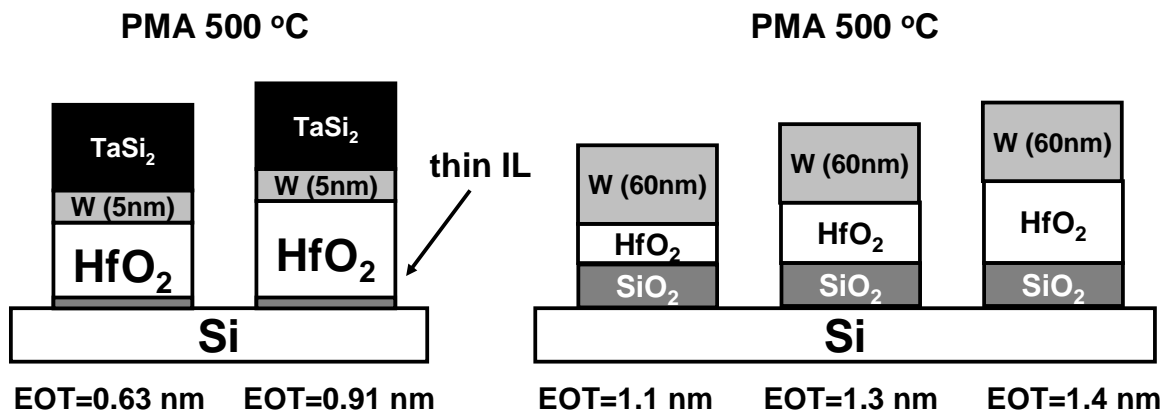 PMA 500 °C
PMA 500 °C
TaSi₂
W (5nm)
HfO₂
TaSi₂
W (5nm)
HfO₂
thin IL
W (60nm)
HfO₂
SiO₂
W (60nm)
HfO₂
SiO₂
W (60nm)
HfO₂
SiO₂
Si
EOT=0.63 nm
EOT=0.91 nm
EOT=1.1 nm
EOT=1.3 nm
EOT=1.4 nm